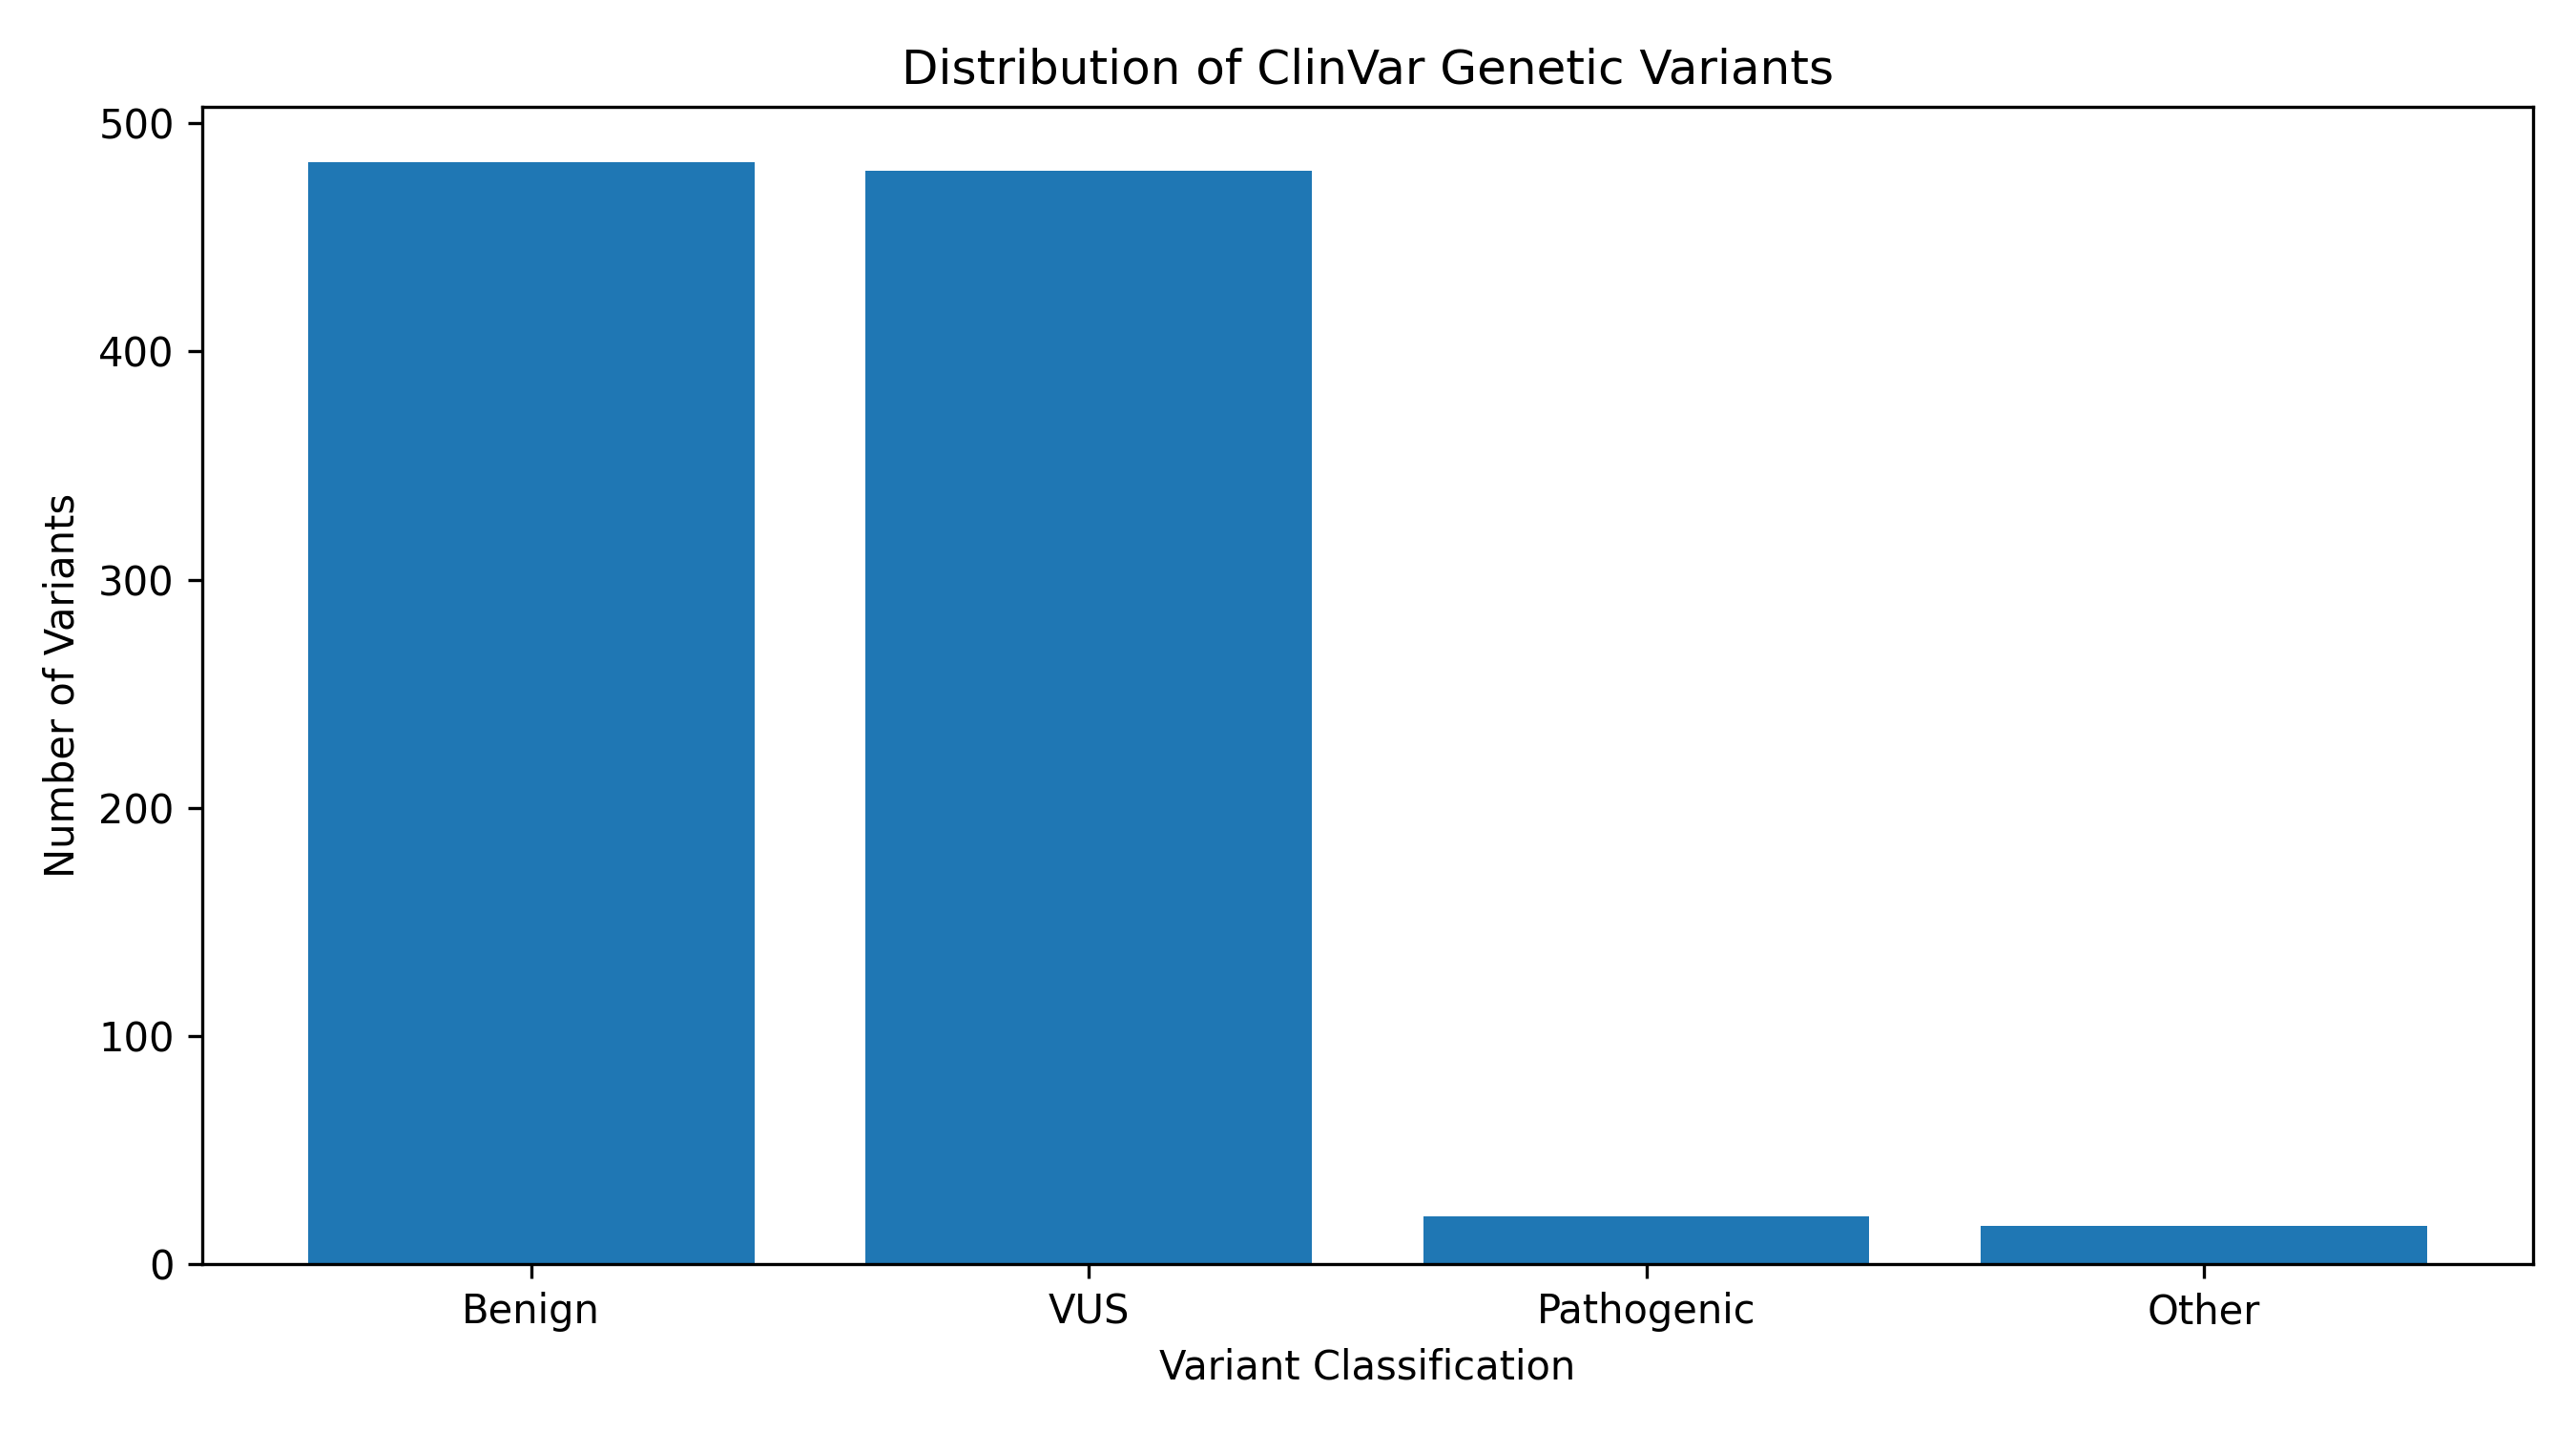 Distribution of ClinVar Genetic Variants
500
400
300
200
100
0
Number of Variants
Benign
VUS
Pathogenic
Other
Variant Classification